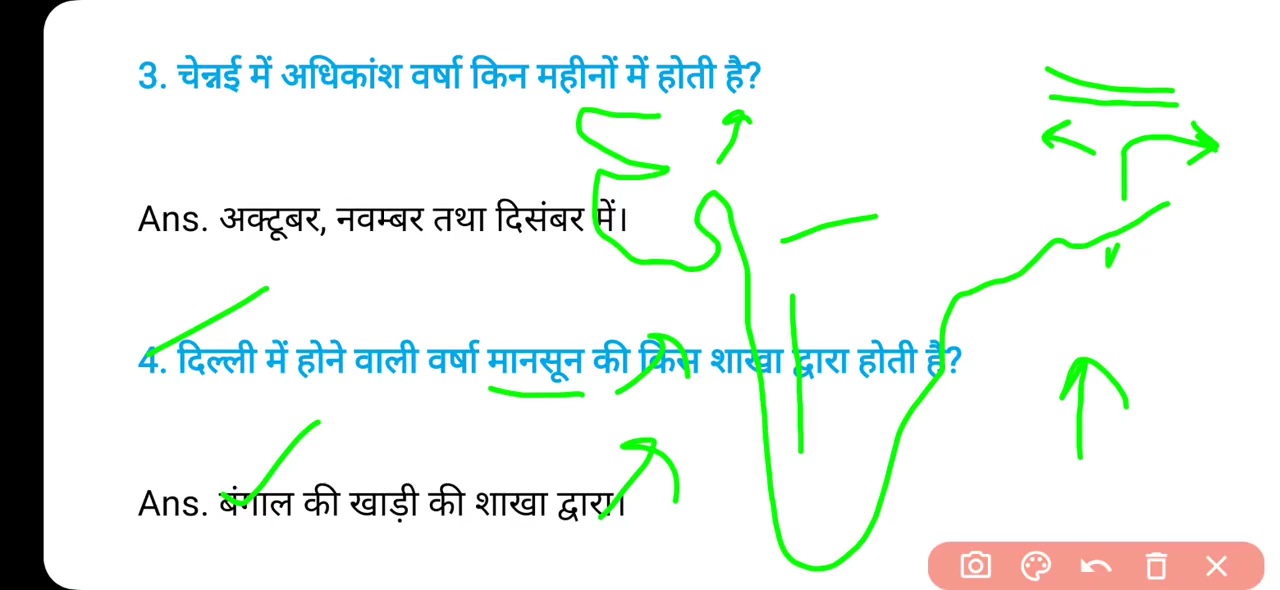 3. चेन्नई में अधिकांश वर्षा किन महीनों में होती है?
Ans. अक्टूबर, नवम्बर तथा दिसंबर में।
4. दिल्ली में होने वाली वर्षा मानसून की किस शाखा द्वारा होती है?
Ans. बंगाल की खाड़ी की शाखा द्वारा।